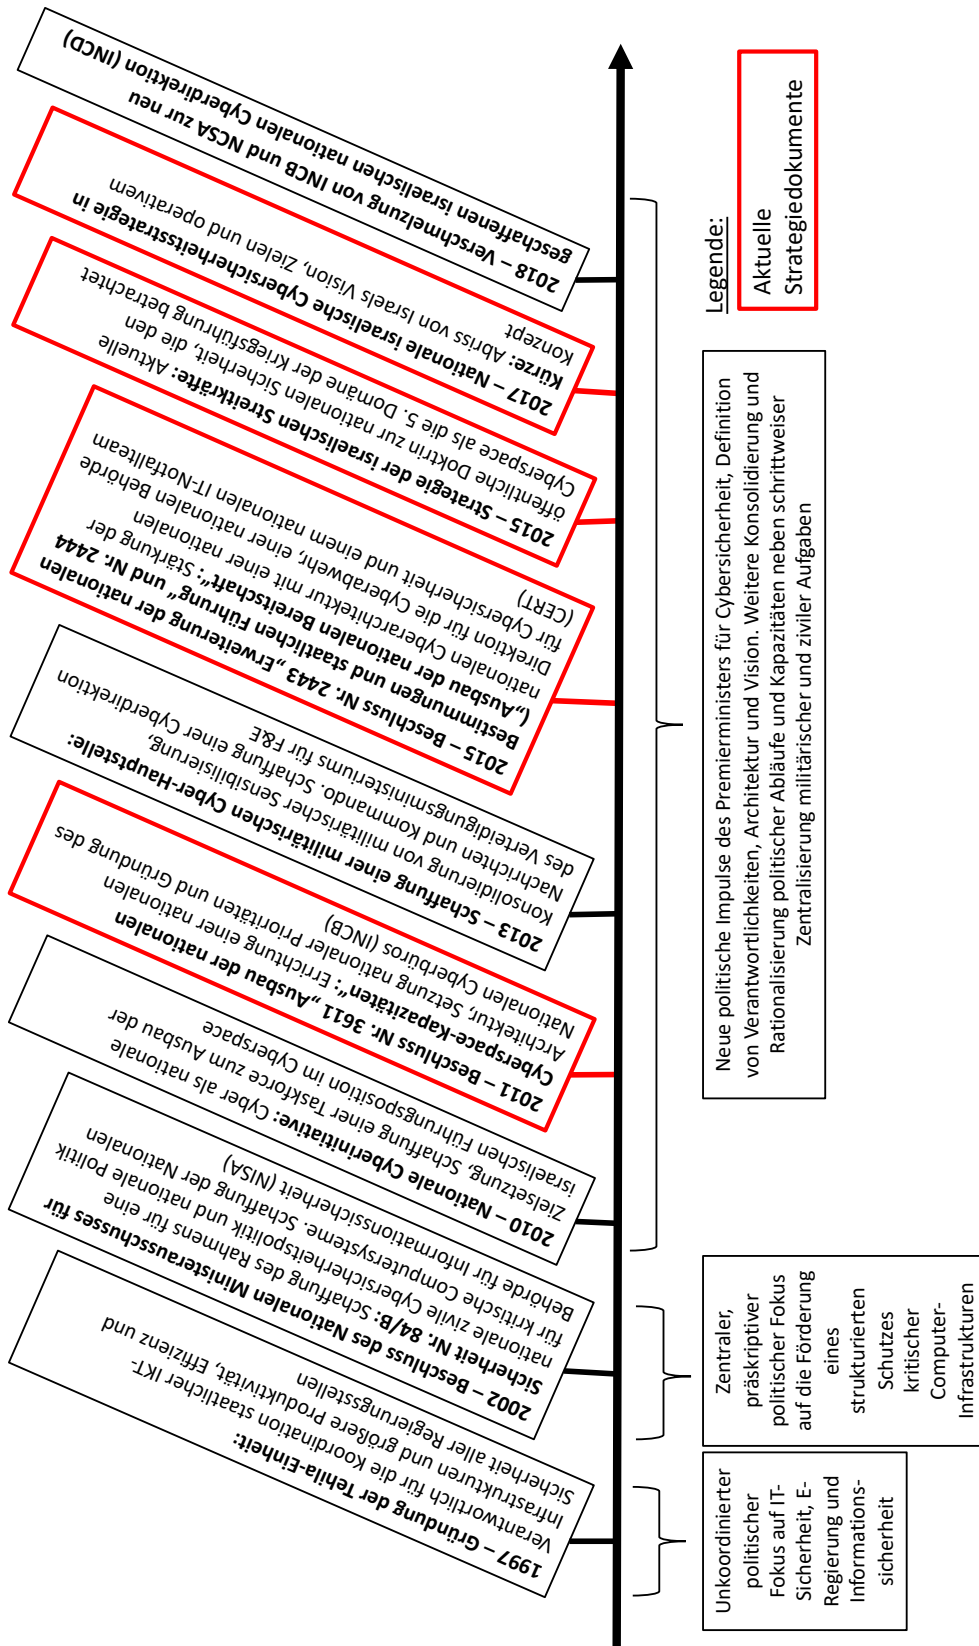 1997 – Gründung der Tehila-Einheit:
Verantwortlich für die Koordination staatlicher IKT-
Infrastrukturen und größere Produktivität, Effizienz und
Sicherheit aller Regierungsstellen
2002 – Beschluss des Nationalen Ministerausschusses für
Sicherheit Nr. 84/B: Schaffung des Rahmens für eine
nationale zivile Cybersicherheitspolitik und nationale Politik
für kritische Computersysteme. Schaffung der Nationalen
Behörde für Informationssicherheit (NISA)
2010 – Nationale Cyberinitiative: Cyber als nationale
Zielsetzung, Schaffung einer Taskforce zum Ausbau der
israelischen Führungsposition im Cyberspace
2011 – Beschluss Nr. 3611 „Ausbau der nationalen
Cyberspace-Kapazitäten“: Errichtung einer nationalen
Architektur, Setzung nationaler Prioritäten und Gründung des
Nationalen Cyberbüros (INCB)
2013 – Schaffung einer militärischen Cyber-Hauptstelle:
Konsolidierung von militärischer Sensibilisierung,
Nachrichten und Kommando. Schaffung einer Cyberdirektion
des Verteidigungsministeriums für F&E
2015 – Beschluss Nr. 2443 „Erweiterung der nationalen
Bestimmungen und staatlichen Führung“ und Nr. 2444
(„Ausbau der nationalen Bereitschaft“: Stärkung der
nationalen Cyberarchitektur mit einer nationalen
Direktion für die Cyberabwehr, einer nationalen Behörde
für Cybersicherheit und einem nationalen IT-Notfallteam
(CERT)
2015 – Strategie der israelischen Streitkräfte: Aktuelle
öffentliche Doktrin zur nationalen Sicherheit, die den
Cyberspace als die 5. Domäne der Kriegsführung betrachtet
2017 – Nationale israelische Cybersicherheitsstrategie in
Kürze: Abriss von Israels Vision, Zielen und operativem
Konzept
2018 – Verschmelzung von INCB und NCSA zur neu
geschaffenen israelischen nationalen Cyberdirektion (INCD)
Unkoordinierter
politischer
Fokus auf IT-
Sicherheit, E-
Regierung und
Informations-
sicherheit
Zentraler,
präskriptiver
politischer Fokus
auf die Förderung
eines
strukturierten
Schutzes
kritischer
Computer-
Infrastrukturen
Neue politische Impulse des Premierministers für Cybersicherheit, Definition
von Verantwortlichkeiten, Architektur und Vision. Weitere Konsolidierung und
Rationalisierung politischer Abläufe und Kapazitäten neben schrittweiser
Zentralisierung militärischer und ziviler Aufgaben
Legende:
Aktuelle
Strategiedokumente